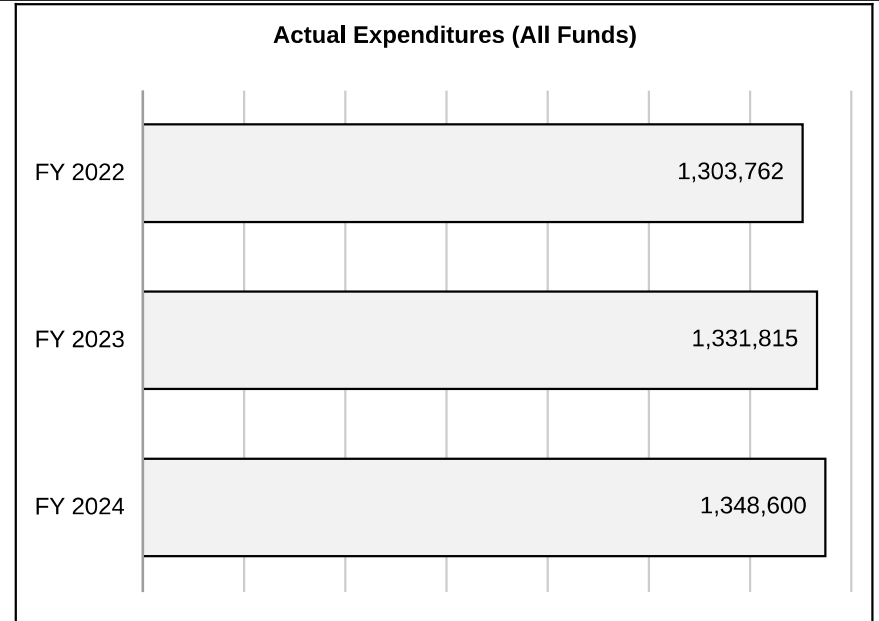 Actual Expenditures (All Funds)
FY 2022
1,303,762
FY 2023
1,331,815
FY 2024
1,348,600